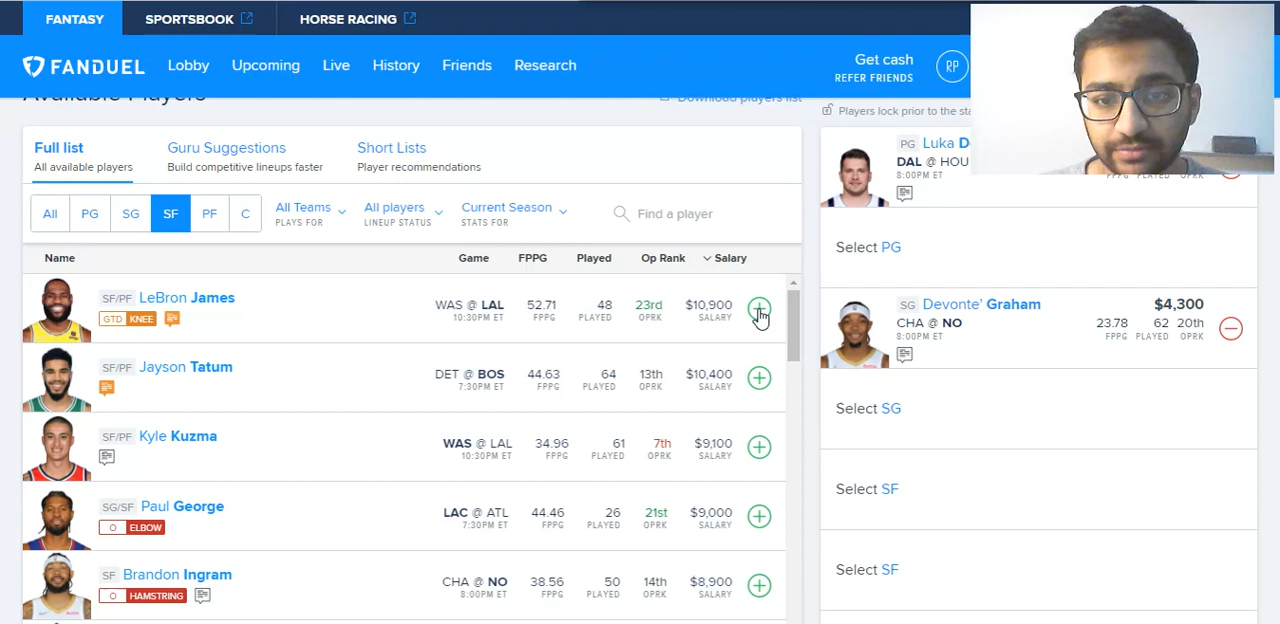 FANTASY
SPORTSBOOK
HORSE RACING
FANDUEL
Lobby
Upcoming
Live
History
Friends
Research
Get cash
REFER FRIENDS
RP
Available Players
Download players list
Full list
All available players
Guru Suggestions
Build competitive lineups faster
Short Lists
Player recommendations
All
PG
SG
SF
PF
C
All Teams
PLAYS FOR
All players
LINEUP STATUS
Current Season
STATS FOR
Find a player
Name
Game
FPPG
Played
Op Rank
Salary
SF/PF LeBron James
GTD KNEE
WAS @ LAL
10:30PM ET
52.71
FPPG
48
PLAYED
23rd
OPRK
$10,900
SALARY
SF/PF Jayson Tatum
DET @ BOS
7:30PM ET
44.63
FPPG
64
PLAYED
13th
OPRK
$10,400
SALARY
SF/PF Kyle Kuzma
WAS @ LAL
10:30PM ET
34.96
FPPG
61
PLAYED
7th
OPRK
$9,100
SALARY
SG/SF Paul George
O ELBOW
LAC @ ATL
7:30PM ET
44.46
FPPG
26
PLAYED
21st
OPRK
$9,000
SALARY
SF Brandon Ingram
O HAMSTRING
CHA @ NO
8:00PM ET
38.56
FPPG
50
PLAYED
14th
OPRK
$8,900
SALARY
Players lock prior to the sta
PG Luka D
DAL @ HOU
8:00PM ET
FPPG PLAYED OPRK
Select PG
SG Devonte' Graham
$4,300
CHA @ NO
8:00PM ET
23.78
FPPG
62
PLAYED
20th
OPRK
Select SG
Select SF
Select SF